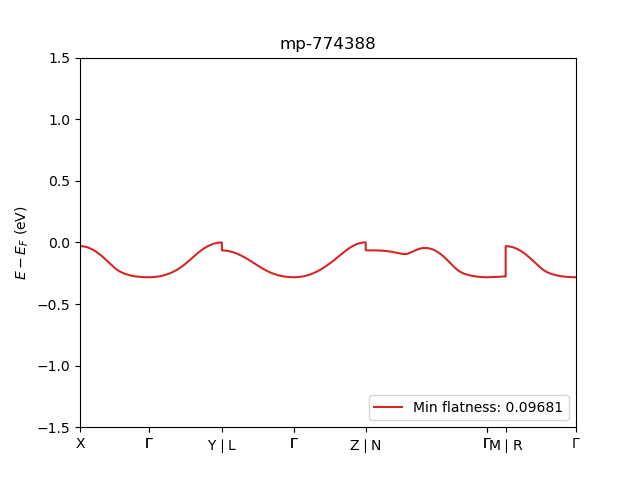 mp-774388
E − E_F (eV)
1.5
1.0
0.5
0.0
−0.5
−1.0
−1.5
X
Γ
Y | L
Γ
Z | N
Γ
M | R
Γ
Min flatness: 0.09681